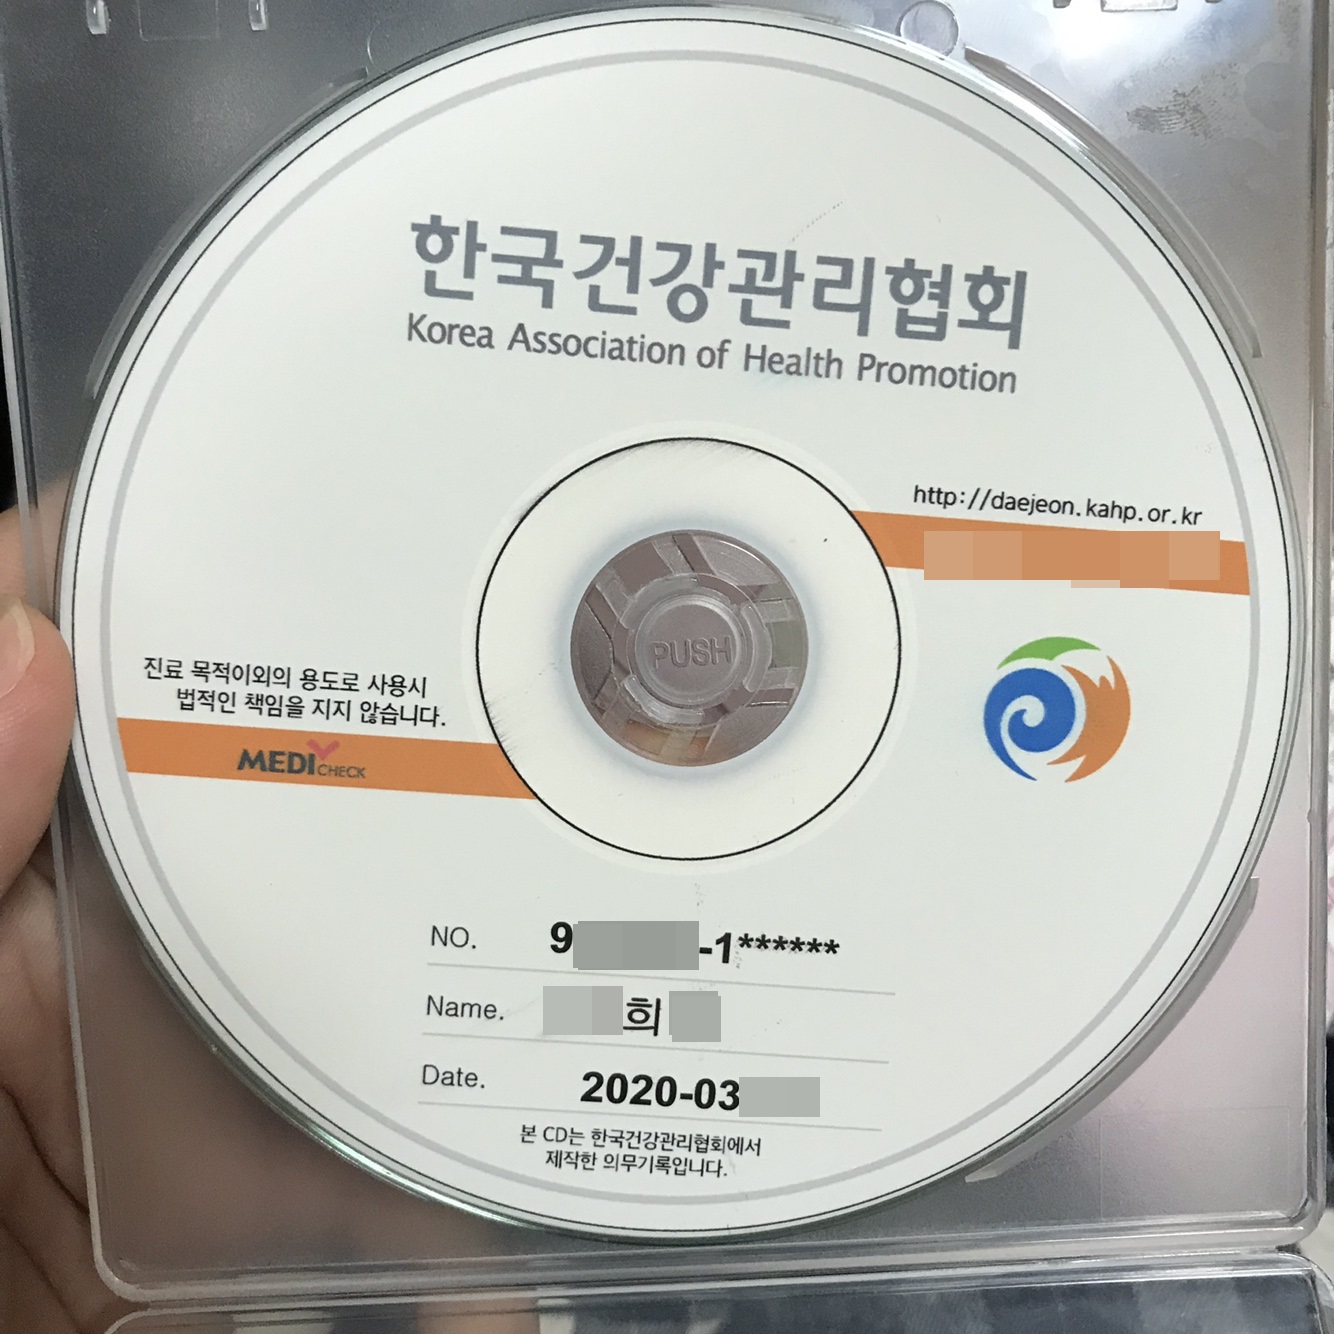 한국건강관리협회
Korea Association of Health Promotion
http://daejeon.kahp.or.kr
PUSH
진료 목적이외의 용도로 사용시
법적인 책임을 지지 않습니다.
MEDICHECK
NO. 9 -1******
Name. 희
Date. 2020-03
본 CD는 한국건강관리협회에서
제작한 의무기록입니다.